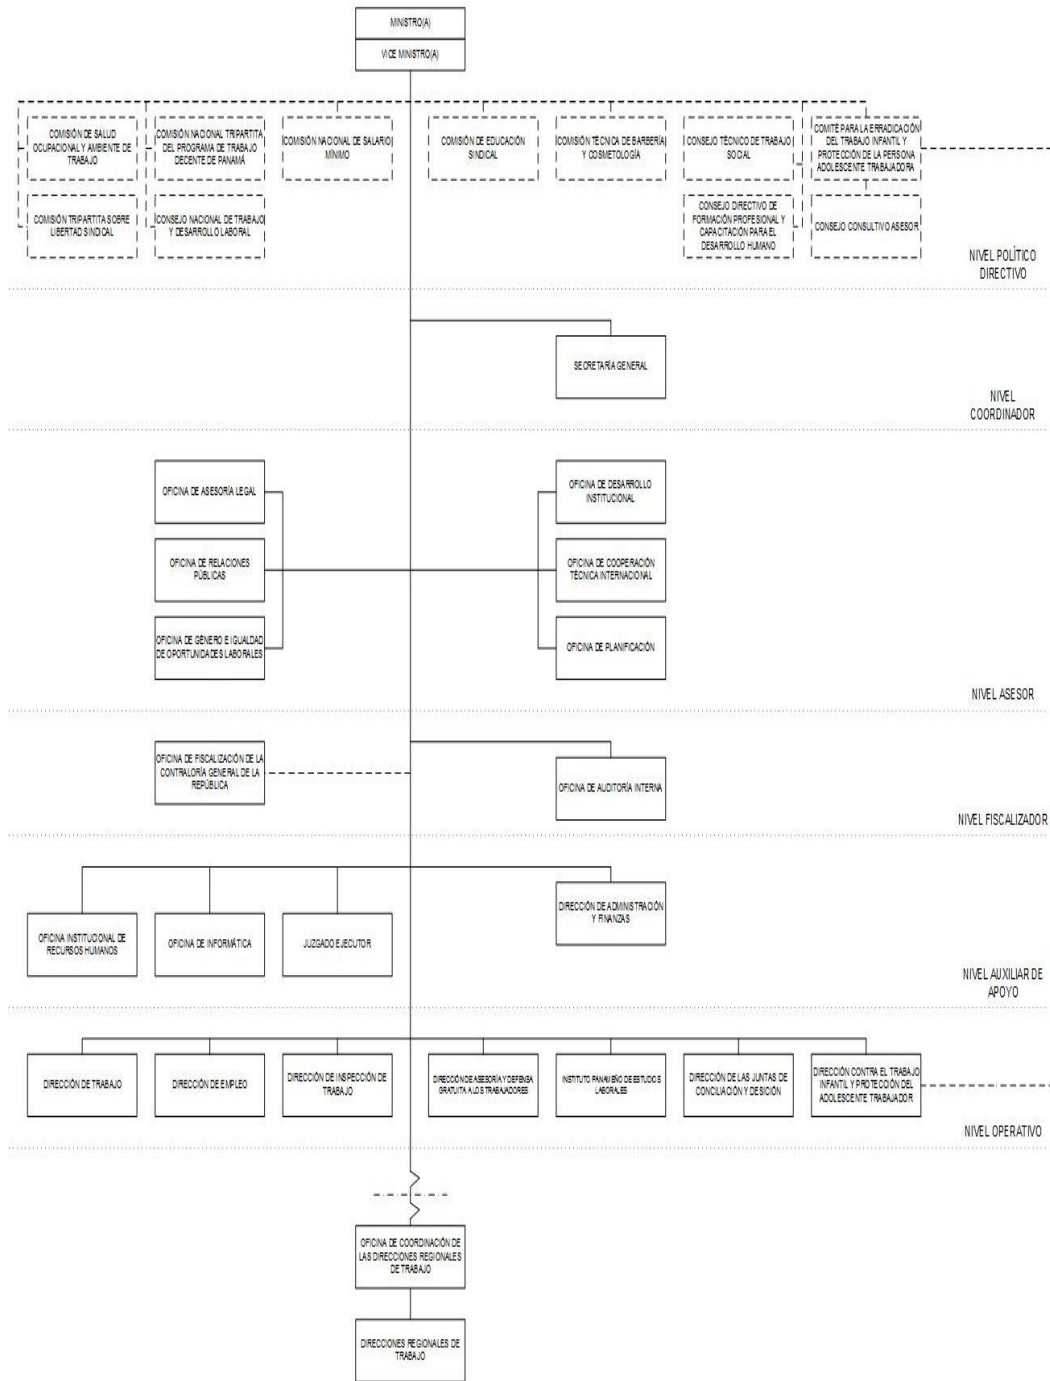 MINISTRO(A)
VICE MINISTRO(A)
COMISIÓN DE SALUD
OCUPACIONAL Y AMBIENTE DE
TRABAJO
COMISIÓN NACIONAL TRIPARTITA
DEL PROGRAMA DE TRABAJO
DECENTE DE PANAMÁ
COMISIÓN NACIONAL DE SALARIO
MÍNIMO
COMISIÓN DE EDUCACIÓN
SINDICAL
COMISIÓN TÉCNICA DE BARBERÍA
Y COSMETOLOGÍA
CONSEJO TÉCNICO DE TRABAJO
SOCIAL
COMITÉ PARA LA ERRADICACIÓN
DEL TRABAJO INFANTIL Y
PROTECCIÓN DE LA PERSONA
ADOLESCENTE TRABAJADORA
COMISIÓN TRIPARTITA SOBRE
LIBERTAD SINDICAL
CONSEJO NACIONAL DE TRABAJO
Y DESARROLLO LABORAL
CONSEJO DIRECTIVO DE
FORMACIÓN PROFESIONAL Y
CAPACITACIÓN PARA EL
DESARROLLO HUMANO
CONSEJO CONSULTIVO ASESOR
NIVEL POLÍTICO
DIRECTIVO
SECRETARÍA GENERAL
NIVEL
COORDINADOR
OFICINA DE ASESORÍA LEGAL
OFICINA DE DESARROLLO
INSTITUCIONAL
OFICINA DE RELACIONES
PÚBLICAS
OFICINA DE COOPERACIÓN
TÉCNICA INTERNACIONAL
OFICINA DE GÉNERO E IGUALDAD
DE OPORTUNIDADES LABORALES
OFICINA DE PLANIFICACIÓN
NIVEL ASESOR
OFICINA DE FISCALIZACIÓN DE LA
CONTRALORÍA GENERAL DE LA
REPÚBLICA
OFICINA DE AUDITORÍA INTERNA
NIVEL FISCALIZADOR
OFICINA INSTITUCIONAL DE
RECURSOS HUMANOS
OFICINA DE INFORMÁTICA
JUZGADO EJECUTOR
DIRECCIÓN DE ADMINISTRACIÓN
Y FINANZAS
NIVEL AUXILIAR DE
APOYO
DIRECCIÓN DE TRABAJO
DIRECCIÓN DE EMPLEO
DIRECCIÓN DE INSPECCIÓN DE
TRABAJO
DIRECCIÓN DE ASESORÍA Y DEFENSA
GRATUITA A LOS TRABAJADORES
INSTITUTO PANAMEÑO DE ESTUDIOS
LABORALES
DIRECCIÓN DE LAS JUNTAS DE
CONCILIACIÓN Y DESICIÓN
DIRECCIÓN CONTRA EL TRABAJO
INFANTIL Y PROTECCIÓN DEL
ADOLESCENTE TRABAJADOR
NIVEL OPERATIVO
OFICINA DE COORDINACIÓN DE
LAS DIRECCIONES REGIONALES
DE TRABAJO
DIRECCIONES REGIONALES DE
TRABAJO